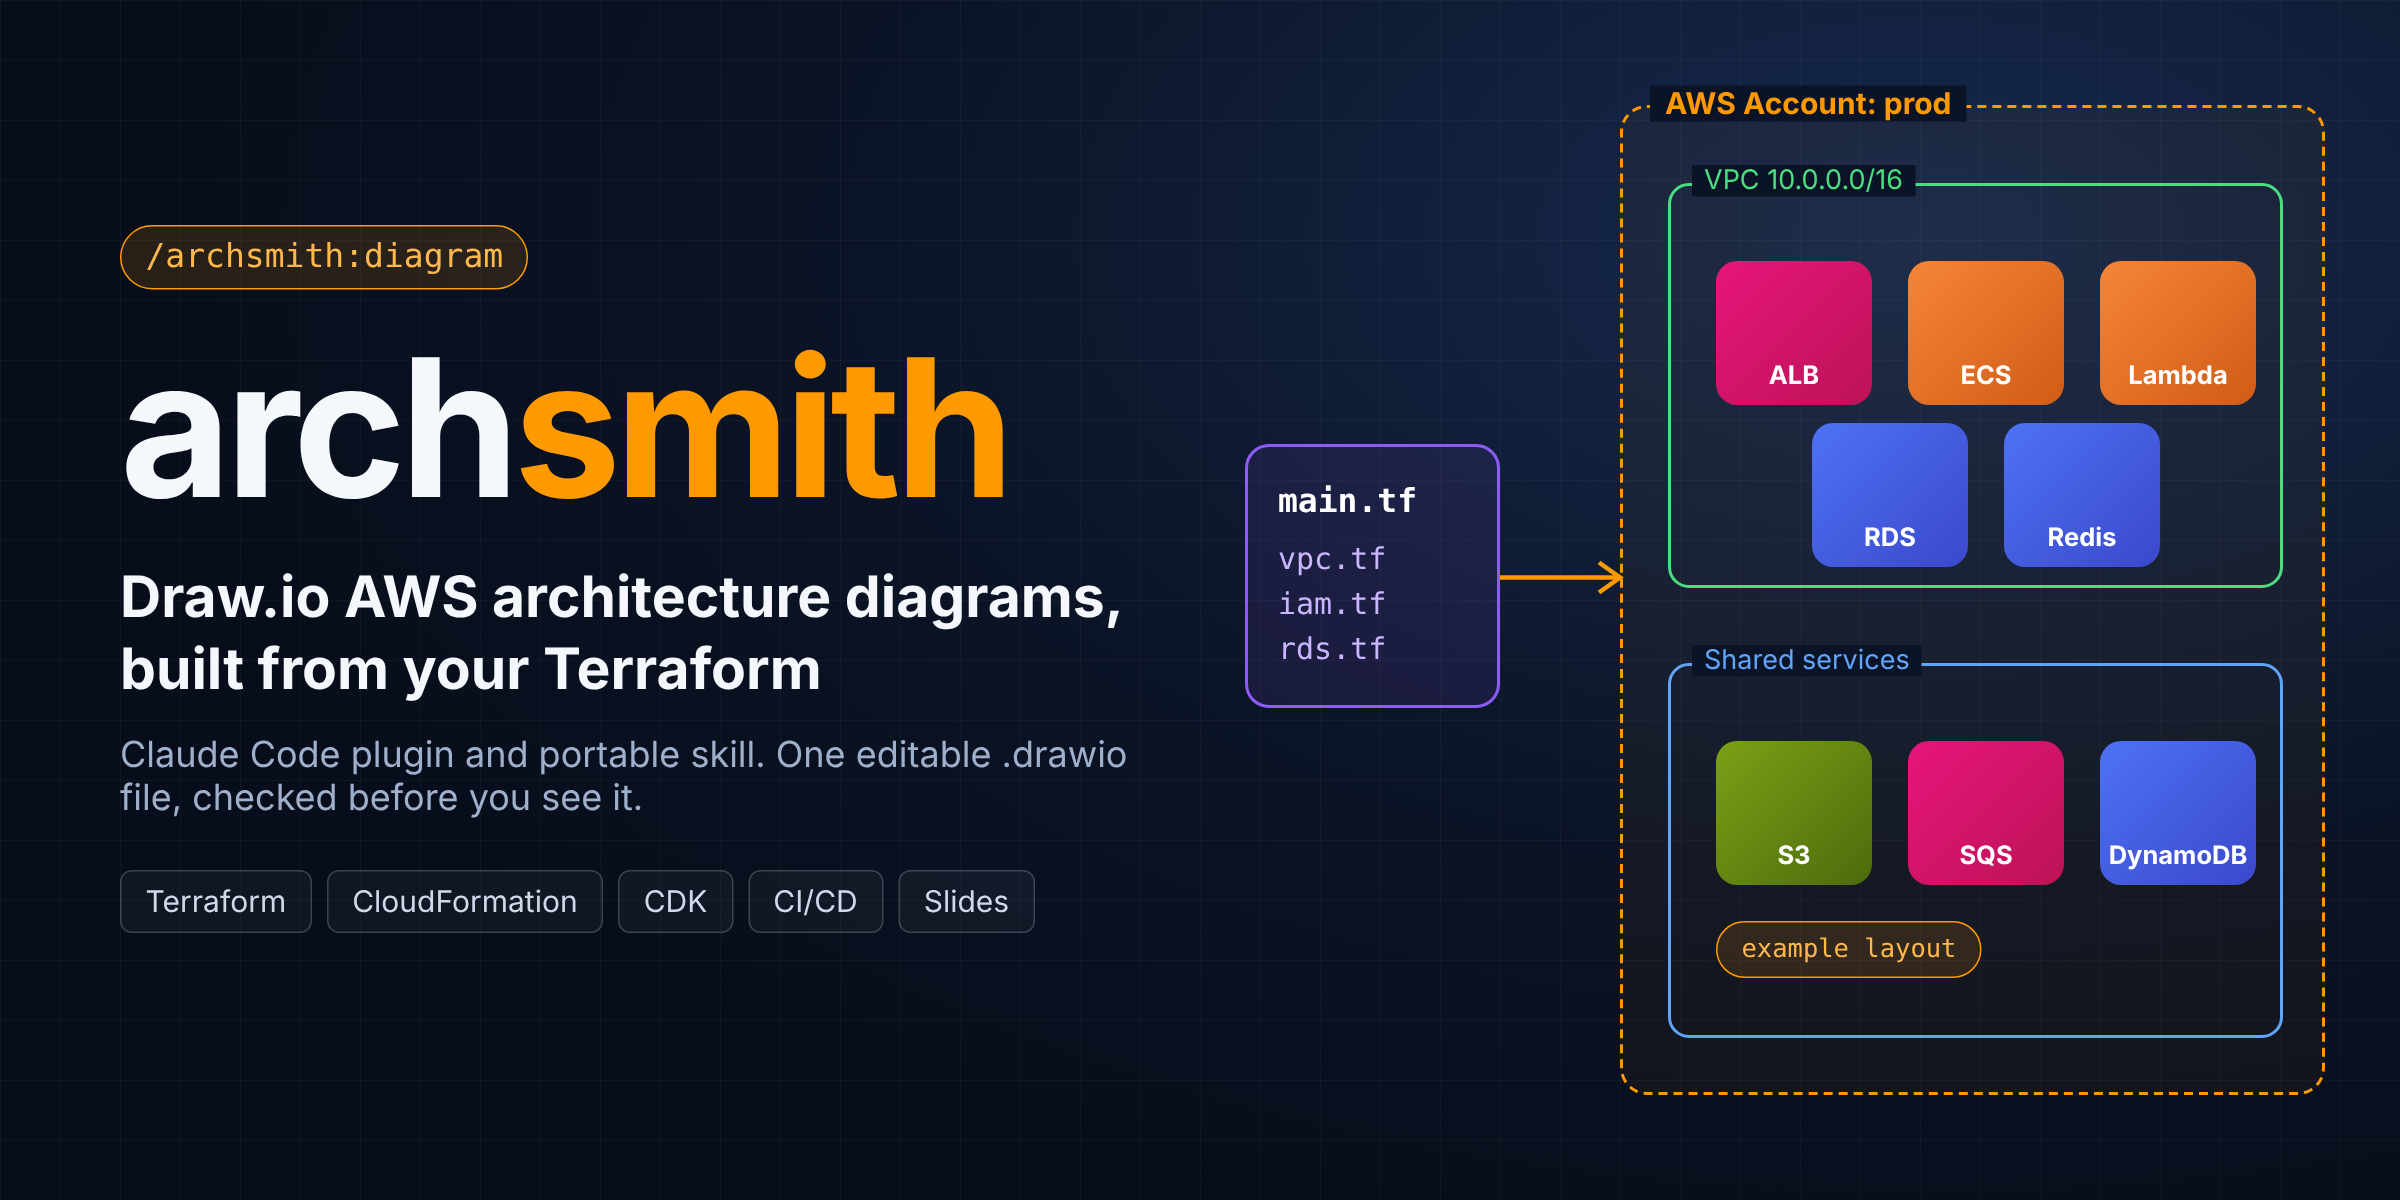 /archsmith:diagram
archsmith
Draw.io AWS architecture diagrams,
built from your Terraform
Claude Code plugin and portable skill. One editable .drawio
file, checked before you see it.
Terraform
CloudFormation
CDK
CI/CD
Slides
main.tf
vpc.tf
iam.tf
rds.tf
AWS Account: prod
VPC 10.0.0.0/16
ALB
ECS
Lambda
RDS
Redis
Shared services
S3
SQS
DynamoDB
example layout